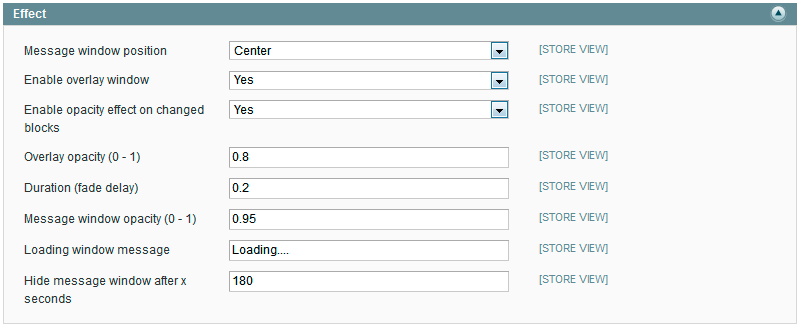 Effect
Message window position Center [STORE VIEW]
Enable overlay window Yes [STORE VIEW]
Enable opacity effect on changed Yes [STORE VIEW]
blocks
Overlay opacity (0 - 1) 0.8 [STORE VIEW]
Duration (fade delay) 0.2 [STORE VIEW]
Message window opacity (0 - 1) 0.95 [STORE VIEW]
Loading window message Loading.... [STORE VIEW]
Hide message window after x 180 [STORE VIEW]
seconds